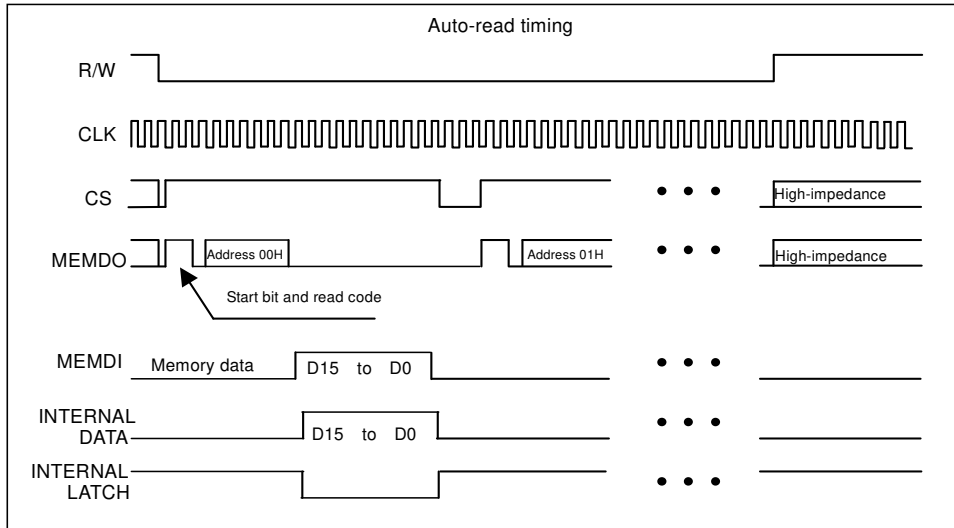 Auto-read timing
R/W
CLK
CS
High-impedance
MEMDO
Address 00H
Address 01H
High-impedance
Start bit and read code
MEMDI
Memory data
D15 to D0
INTERNAL
DATA
D15 to D0
INTERNAL
LATCH